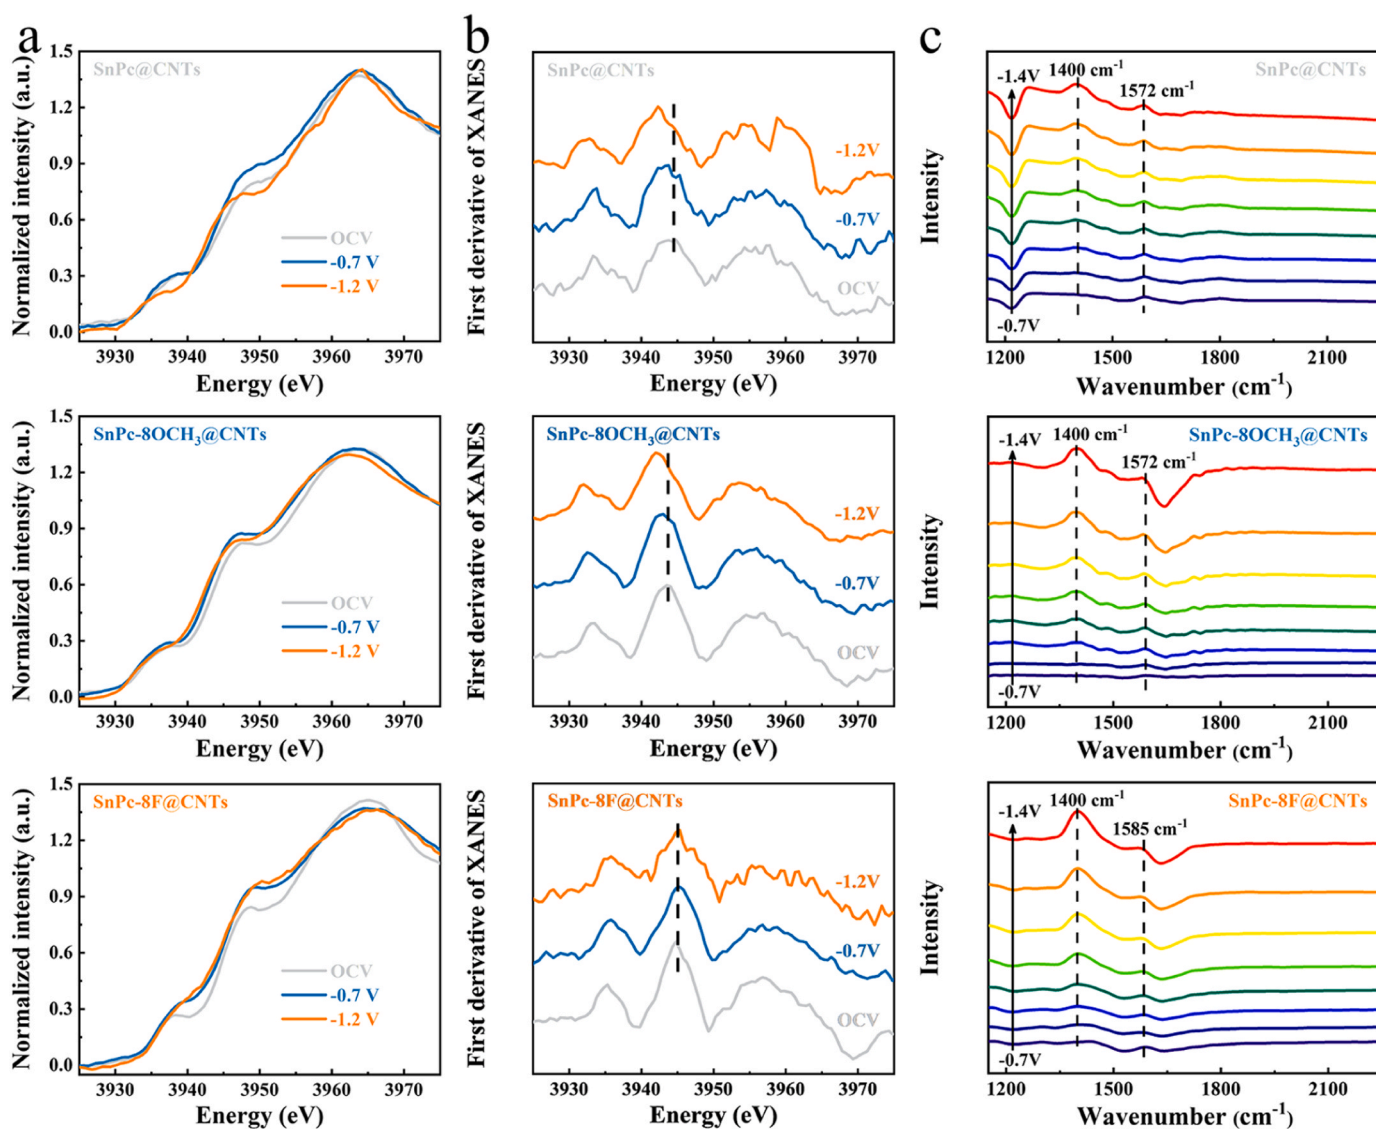 a
Normalized intensity (a.u.)
1.5
1.2
0.9
0.6
0.3
0.0
SnPc@CNTs
OCV
-0.7 V
-1.2 V
3930 3940 3950 3960 3970
Energy (eV)
b
First derivative of XANES
SnPc@CNTs
-1.2V
-0.7V
OCV
3930 3940 3950 3960 3970
Energy (eV)
c
Intensity
-1.4V
1400 cm⁻¹
SnPc@CNTs
1572 cm⁻¹
-0.7V
1200 1500 1800 2100
Wavenumber (cm⁻¹)
Normalized intensity (a.u.)
1.5
1.2
0.9
0.6
0.3
0.0
SnPc-8OCH₃@CNTs
OCV
-0.7 V
-1.2 V
3930 3940 3950 3960 3970
Energy (eV)
First derivative of XANES
SnPc-8OCH₃@CNTs
-1.2V
-0.7V
OCV
3930 3940 3950 3960 3970
Energy (eV)
Intensity
-1.4V
1400 cm⁻¹
SnPc-8OCH₃@CNTs
1572 cm⁻¹
-0.7V
1200 1500 1800 2100
Wavenumber (cm⁻¹)
Normalized intensity (a.u.)
1.5
1.2
0.9
0.6
0.3
0.0
SnPc-8F@CNTs
OCV
-0.7 V
-1.2 V
3930 3940 3950 3960 3970
Energy (eV)
First derivative of XANES
SnPc-8F@CNTs
-1.2V
-0.7V
OCV
3930 3940 3950 3960 3970
Energy (eV)
Intensity
-1.4V
1400 cm⁻¹
SnPc-8F@CNTs
1585 cm⁻¹
-0.7V
1200 1500 1800 2100
Wavenumber (cm⁻¹)